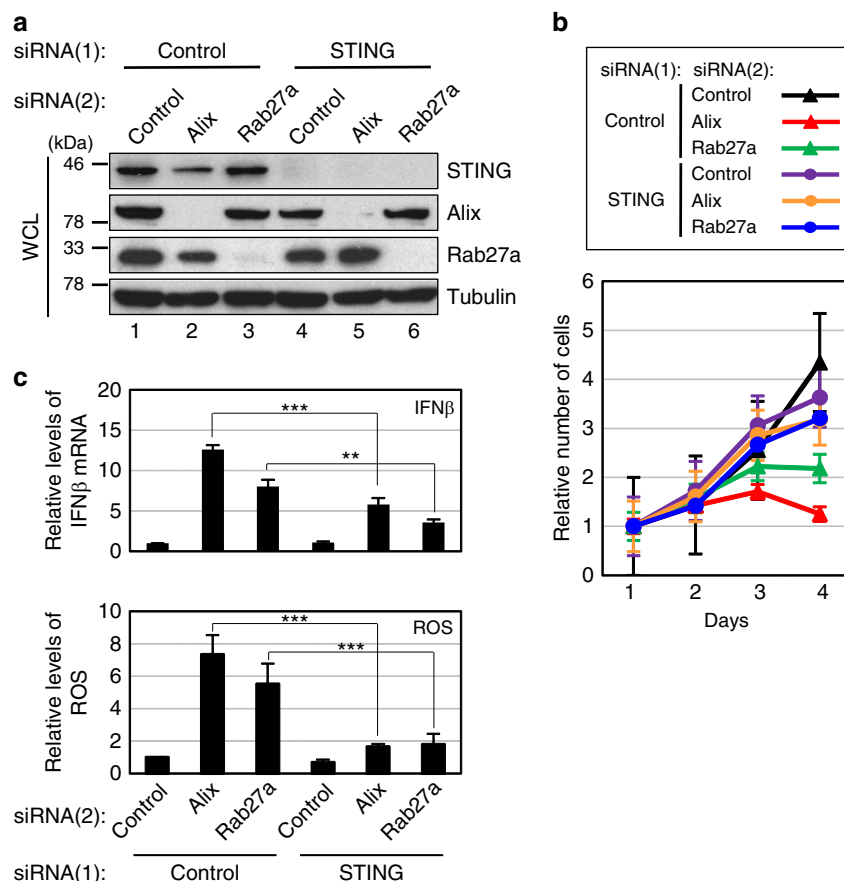 a
siRNA(1): Control STING
siRNA(2): Control Alix Rab27a Control Alix Rab27a
(kDa)
WCL
46 STING
78 Alix
33 Rab27a
78 Tubulin
1 2 3 4 5 6
b
siRNA(1): siRNA(2):
Control
Control
Alix
Rab27a
STING
Control
Alix
Rab27a
Relative number of cells
6
5
4
3
2
1
0
1 2 3 4
Days
c
Relative levels of
IFNβ mRNA
20
15
10
5
0
IFNβ
***
**
Relative levels of
ROS
10
8
6
4
2
0
ROS
***
***
siRNA(2): Control Alix Rab27a Control Alix Rab27a
siRNA(1): Control STING